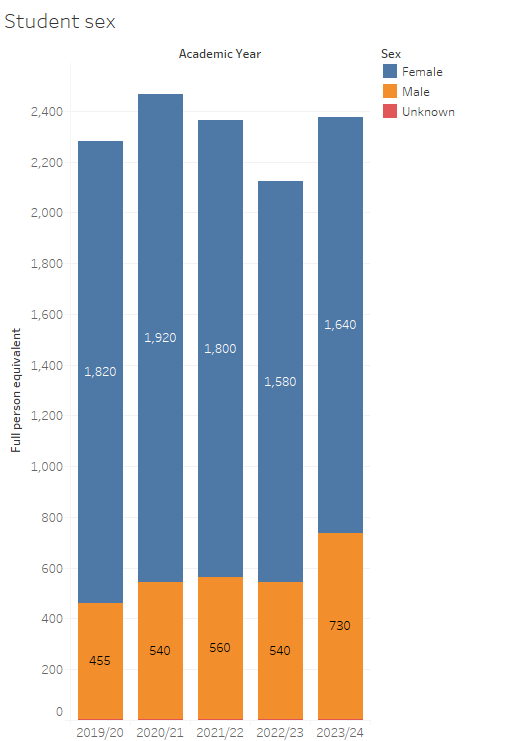 Student sex
Academic Year
Sex
Female
Male
Unknown
Full person equivalent
2,400
2,200
2,000
1,800
1,600
1,400
1,200
1,000
800
600
400
200
0
1,820
1,920
1,800
1,580
1,640
455
540
560
540
730
2019/20 2020/21 2021/22 2022/23 2023/24